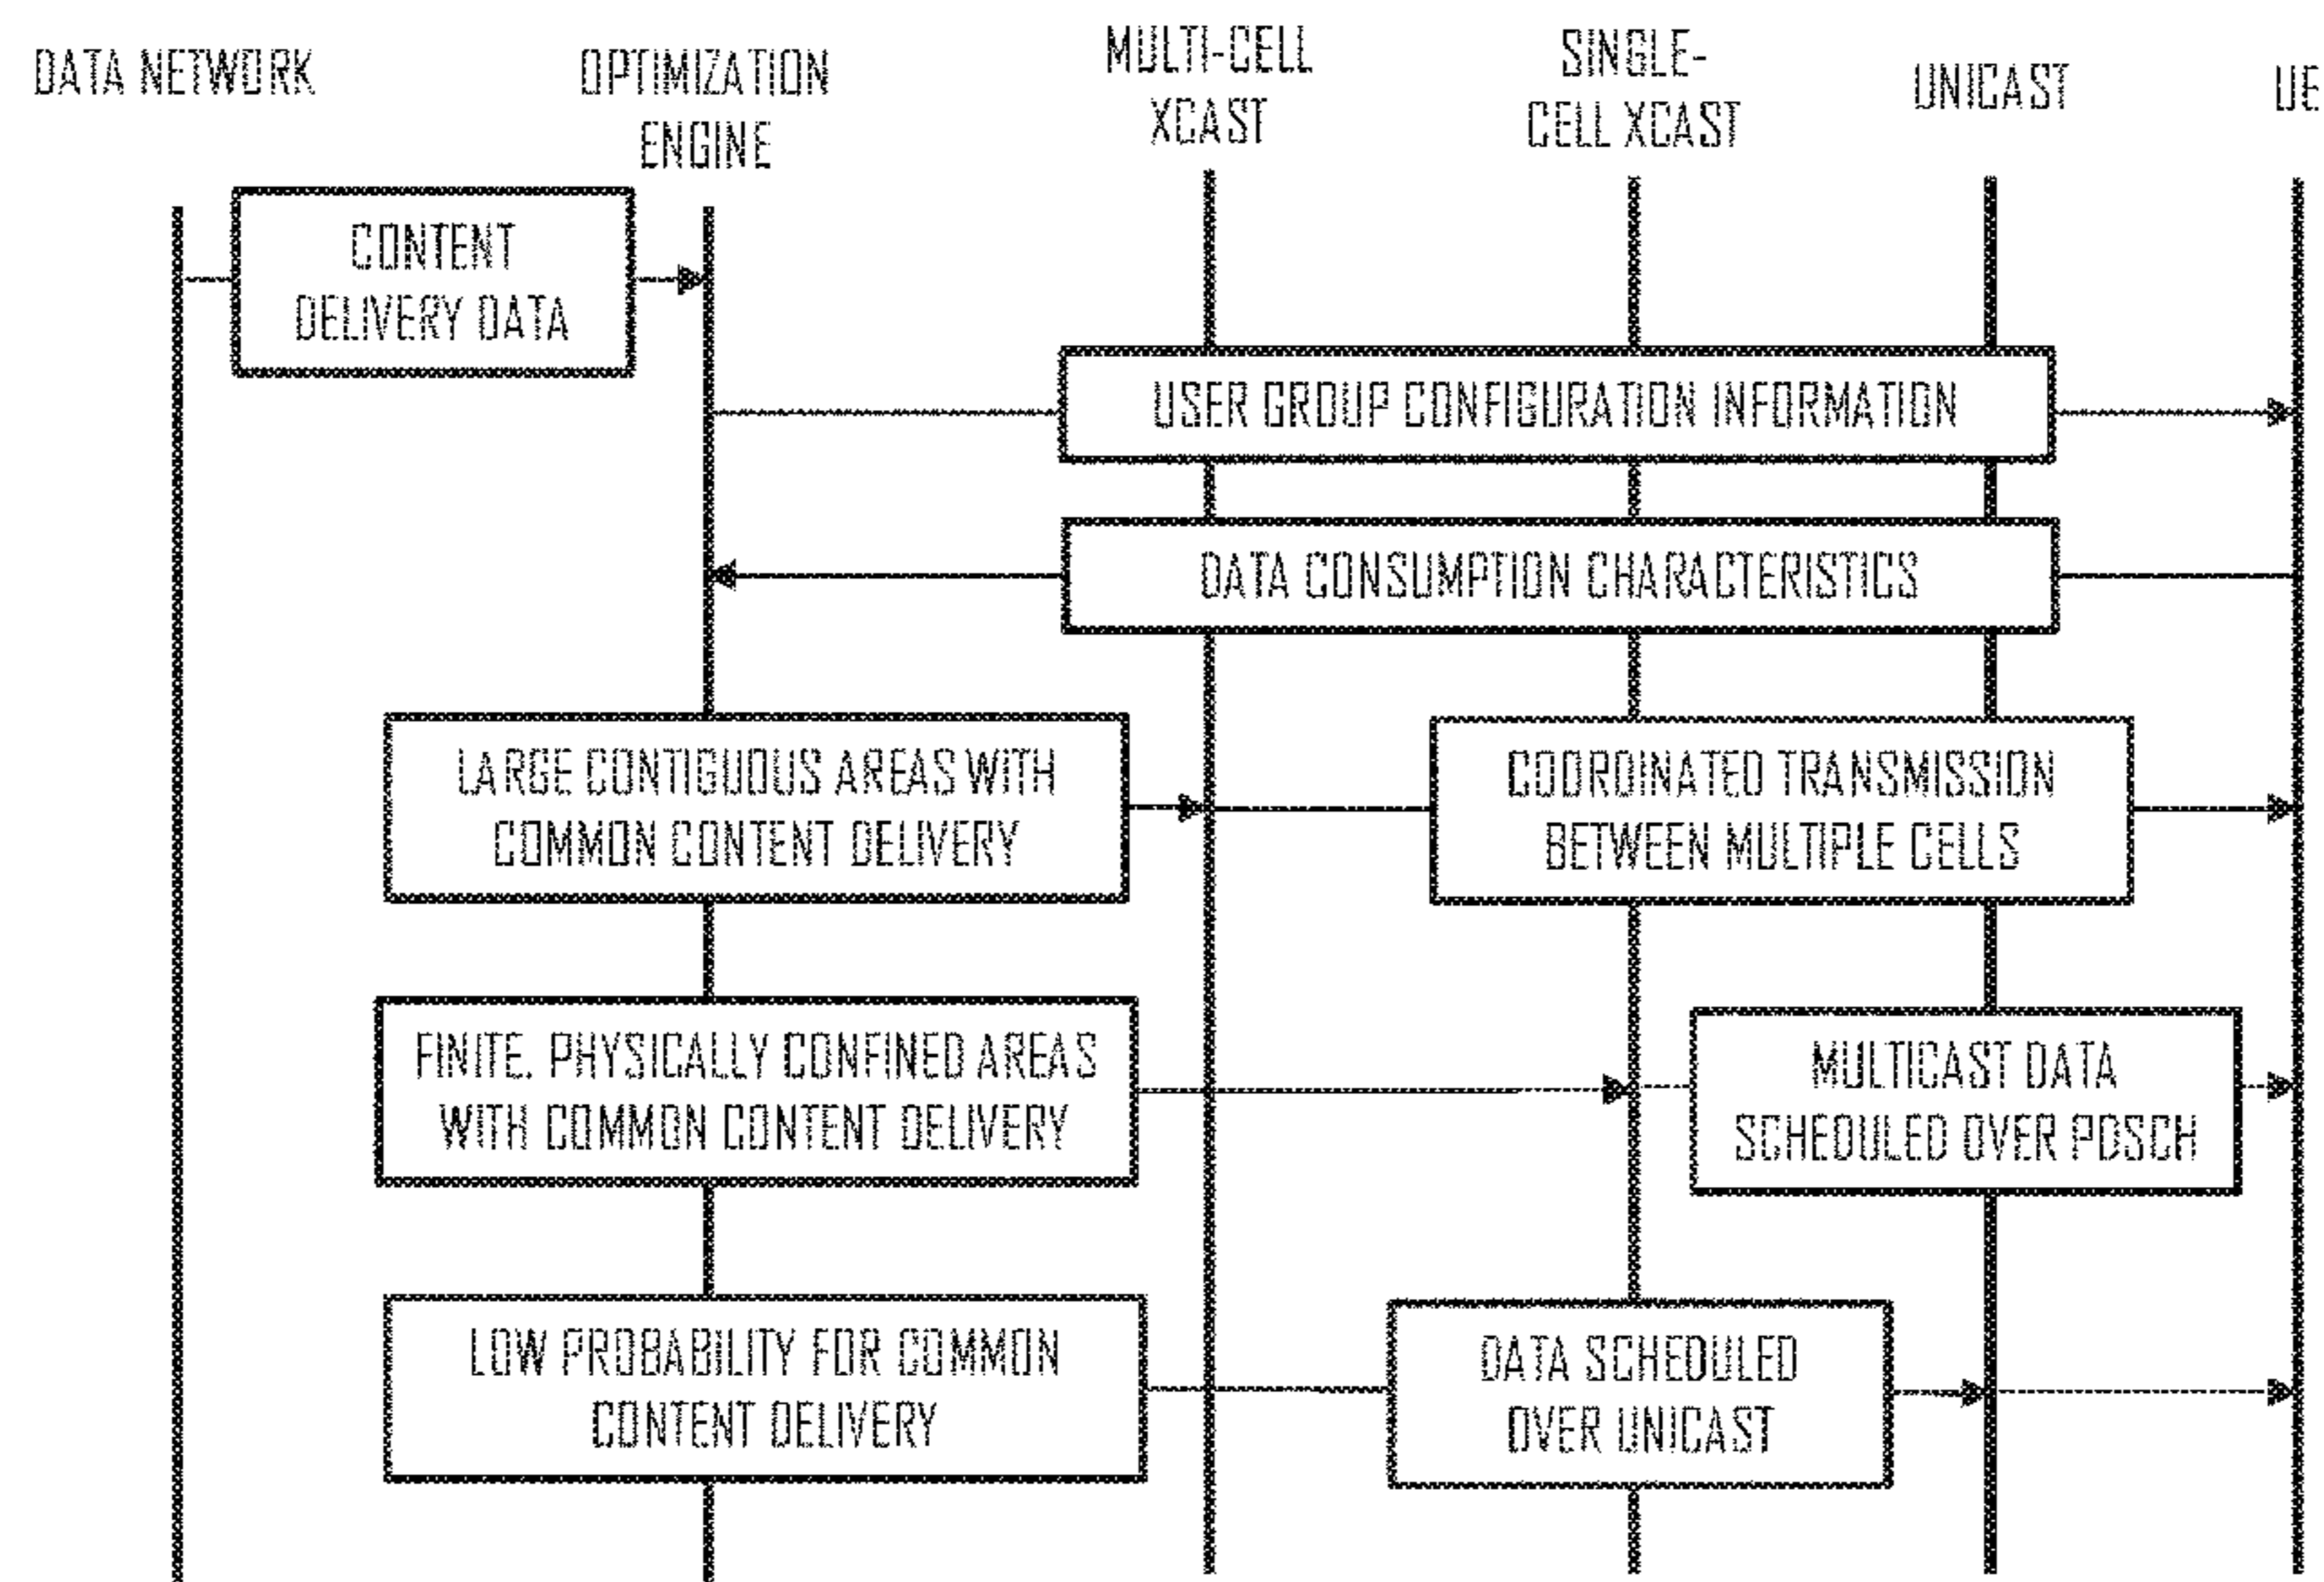 DATA NETWORK
OPTIMIZATION
ENGINE
MULTI-CELL
XCAST
SINGLE-
CELL XCAST
UNICAST
UE
CONTENT
DELIVERY DATA
USER GROUP CONFIGURATION INFORMATION
DATA CONSUMPTION CHARACTERISTICS
LARGE CONTIGUOUS AREAS WITH
COMMON CONTENT DELIVERY
COORDINATED TRANSMISSION
BETWEEN MULTIPLE CELLS
FINITE, PHYSICALLY CONFINED AREAS
WITH COMMON CONTENT DELIVERY
MULTICAST DATA
SCHEDULED OVER PDSCH
LOW PROBABILITY FOR COMMON
CONTENT DELIVERY
DATA SCHEDULED
OVER UNICAST